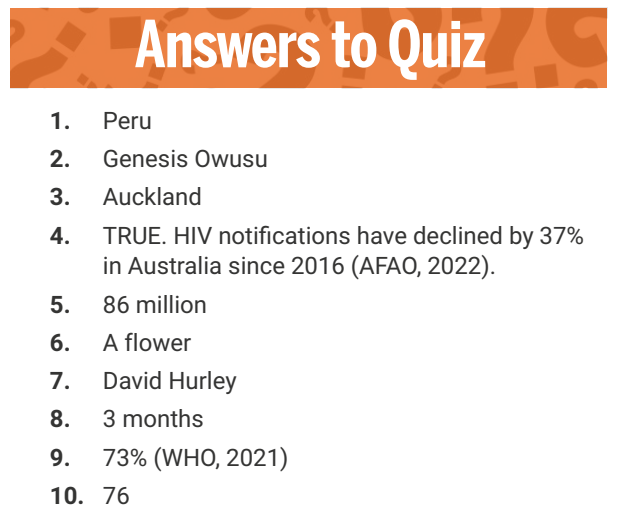 Answers to Quiz
1. Peru
2. Genesis Owusu
3. Auckland
4. TRUE. HIV notifications have declined by 37%
in Australia since 2016 (AFAO, 2022).
5. 86 million
6. A flower
7. David Hurley
8. 3 months
9. 73% (WHO, 2021)
10. 76